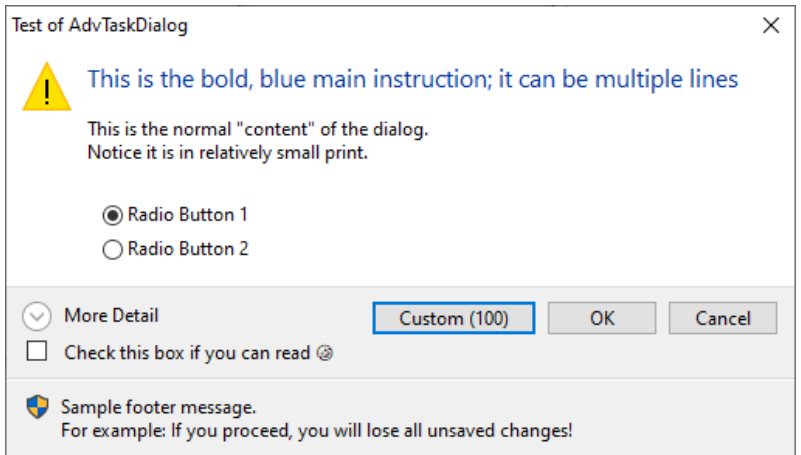 Test of AdvTaskDialog
This is the bold, blue main instruction; it can be multiple lines
This is the normal "content" of the dialog.
Notice it is in relatively small print.
Radio Button 1
Radio Button 2
More Detail
Custom (100)
OK
Cancel
Check this box if you can read
Sample footer message.
For example: If you proceed, you will lose all unsaved changes!